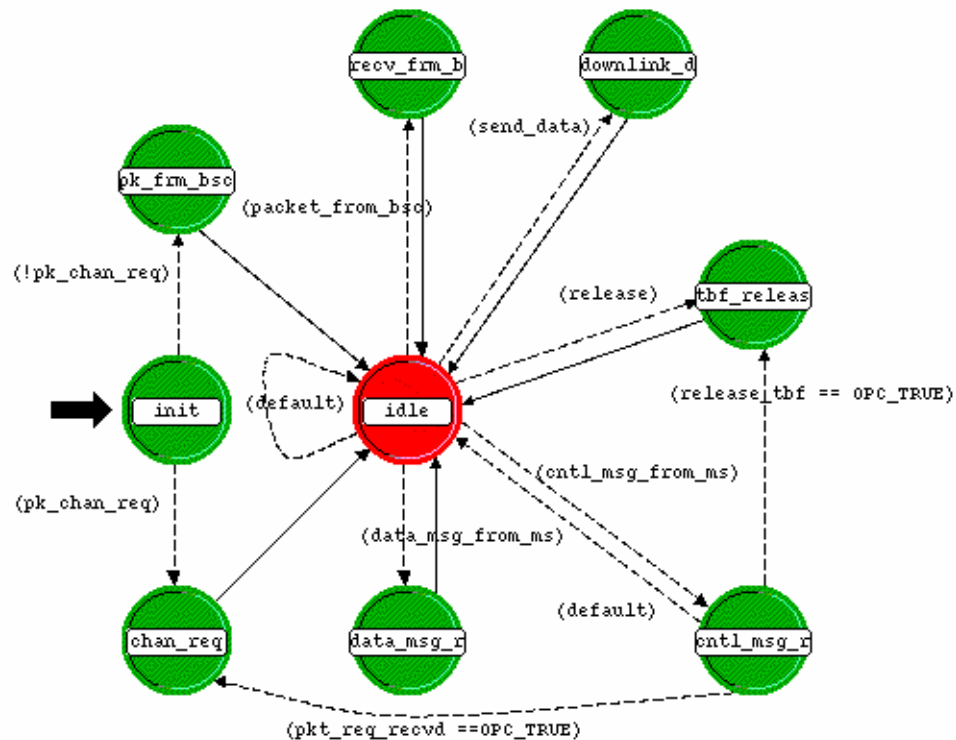 recv_frm_b
downlink_d
(send_data)
pk_frm_bsc
(packet_from_bsc)
(!pk_chan_req)
(release)
tbf_releas
(default)
init
idle
(release_tbf == OPC_TRUE)
(cntl_msg_from_ms)
(pk_chan_req)
(data_msg_from_ms)
(default)
chan_req
data_msg_r
cntl_msg_r
(pkt_req_recvd ==OPC_TRUE)